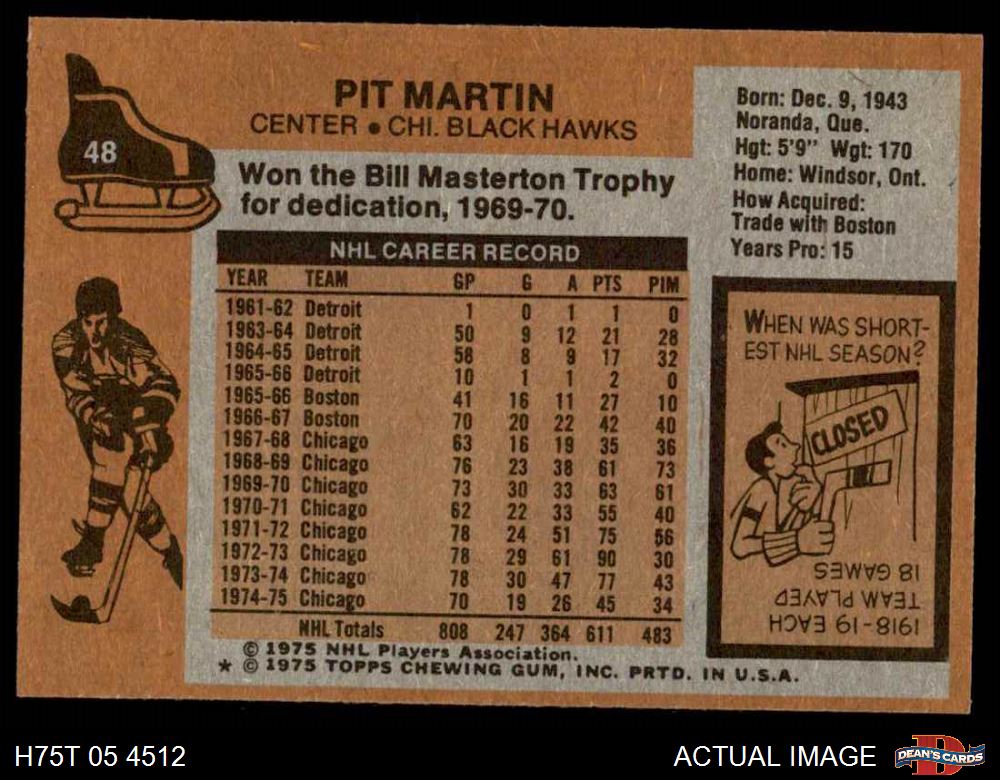 48
PIT MARTIN
CENTER • CHI. BLACK HAWKS
Won the Bill Masterton Trophy
for dedication, 1969-70.
NHL CAREER RECORD
YEAR TEAM GP G A PTS PIM
1961-62 Detroit 1 0 1 1 0
1963-64 Detroit 50 9 12 21 28
1964-65 Detroit 58 8 9 17 32
1965-66 Detroit 10 1 1 2 0
1965-66 Boston 41 16 11 27 10
1966-67 Boston 70 20 22 42 40
1967-68 Chicago 63 16 19 35 36
1968-69 Chicago 76 23 38 61 73
1969-70 Chicago 73 30 33 63 61
1970-71 Chicago 62 22 33 55 40
1971-72 Chicago 78 24 51 75 56
1972-73 Chicago 78 29 61 90 30
1973-74 Chicago 78 30 47 77 43
1974-75 Chicago 70 19 26 45 34
NHL Totals 808 247 364 611 483
© 1975 NHL Players Association.
★ © 1975 TOPPS CHEWING GUM, INC. PRTD. IN U.S.A.
Born: Dec. 9, 1943
Noranda, Que.
Hgt: 5'9" Wgt: 170
Home: Windsor, Ont.
How Acquired:
Trade with Boston
Years Pro: 15
WHEN WAS SHORT-
EST NHL SEASON?
CLOSED
1918-19 EACH
TEAM PLAYED
18 GAMES
H75T 05 4512
ACTUAL IMAGE
D
DEAN'S CARDS